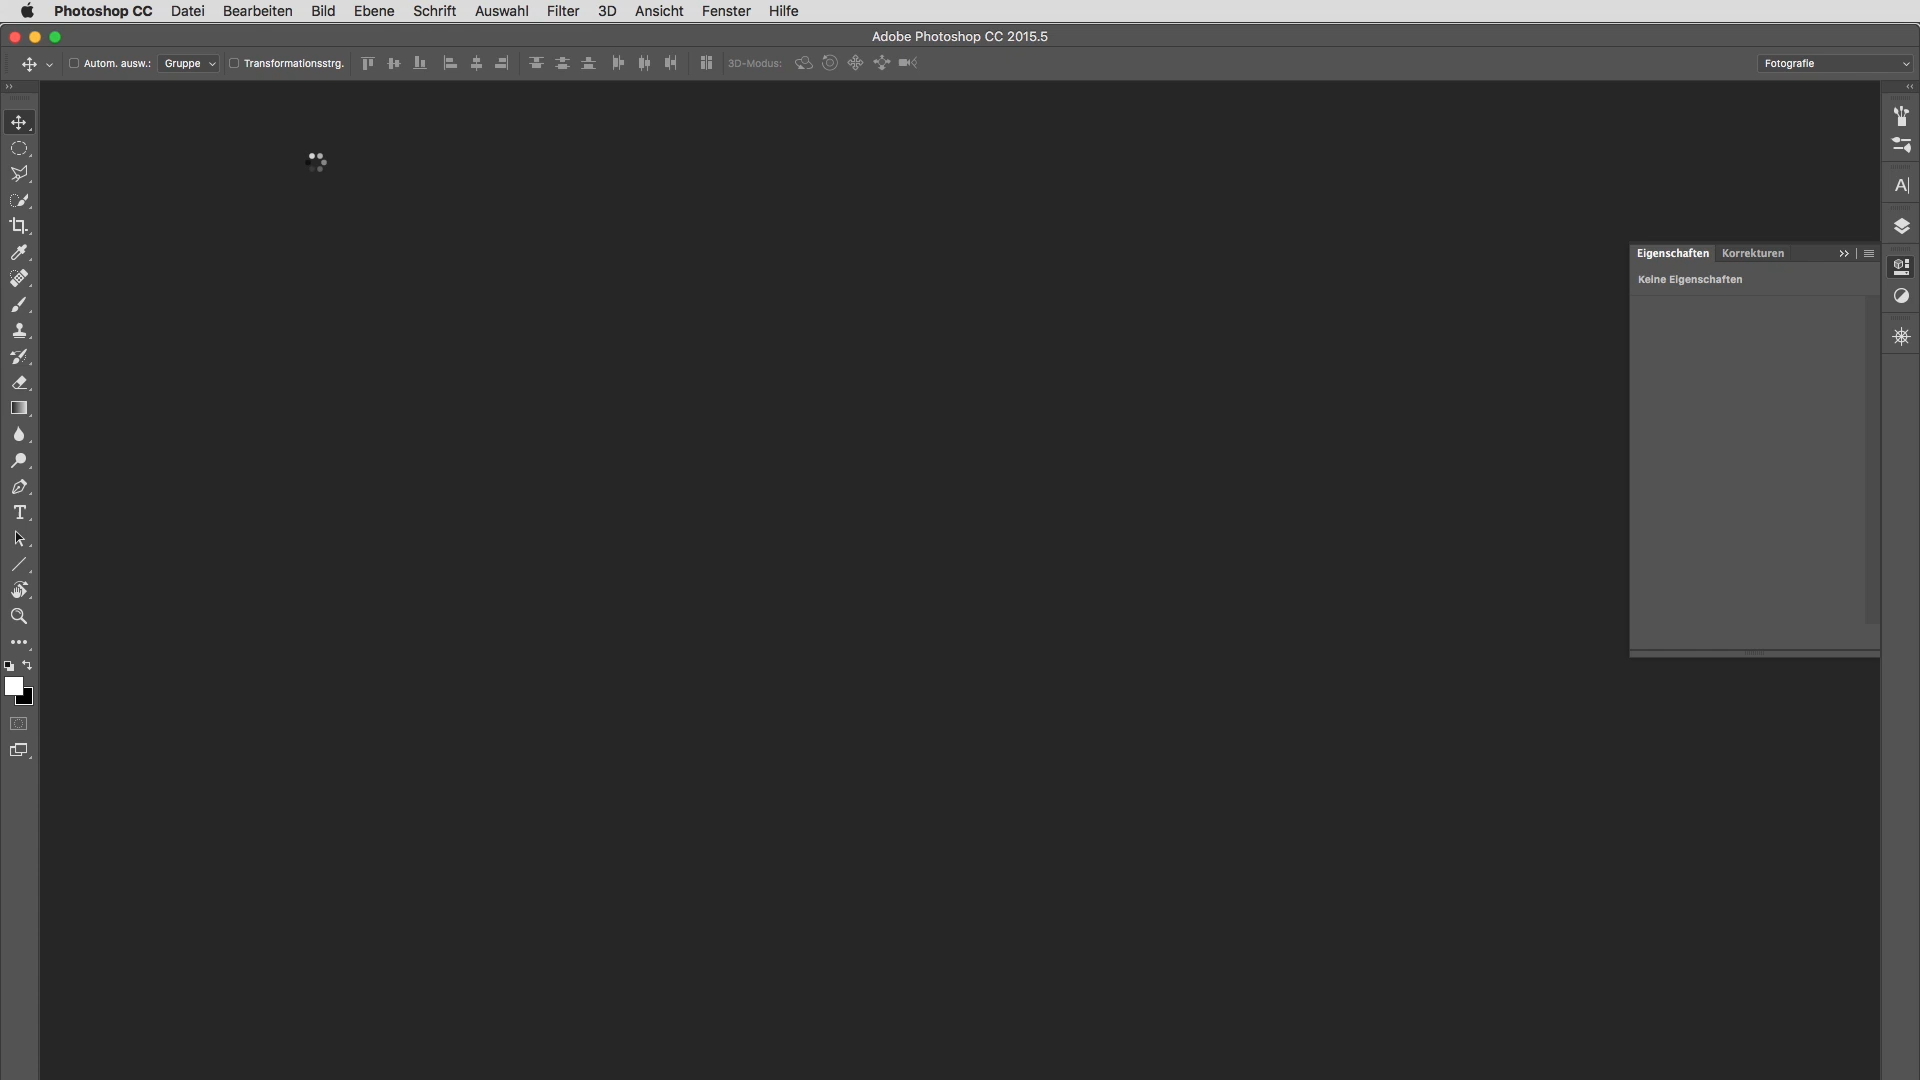 Photoshop CC Datei Bearbeiten Bild Ebene Schrift Auswahl Filter 3D Ansicht Fenster Hilfe
Adobe Photoshop CC 2015.5
Autom. ausw.: Gruppe Transformationsstrg. 3D-Modus: Fotografie
Eigenschaften Korrekturen
Keine Eigenschaften